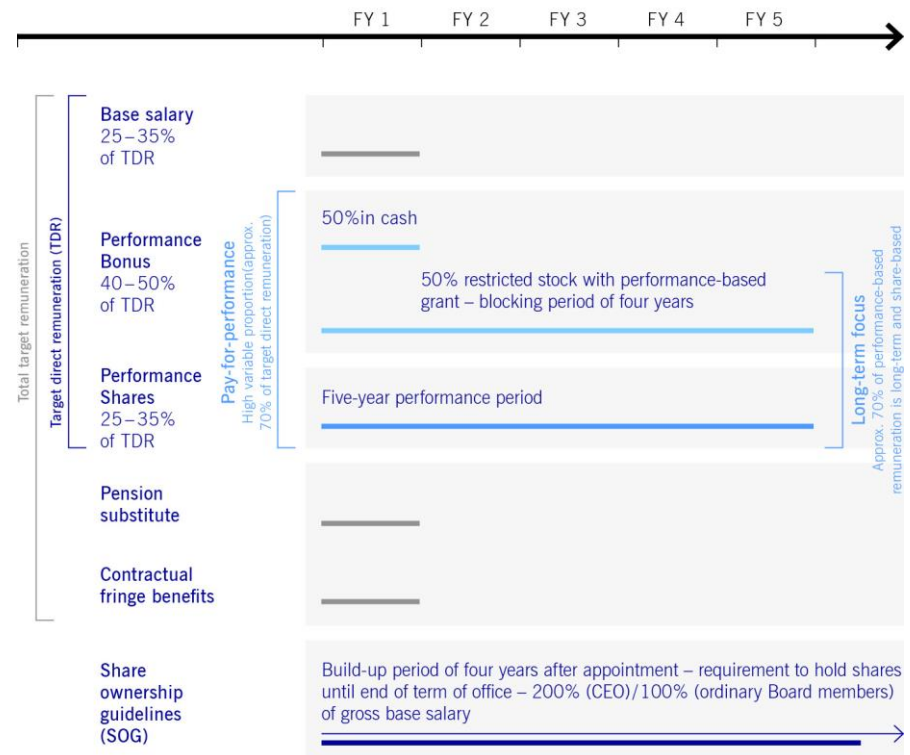 FY 1 FY 2 FY 3 FY 4 FY 5
Total target remuneration
Target direct remuneration (TDR)
Base salary
25–35%
of TDR
Performance
Bonus
40–50%
of TDR
Performance
Shares
25–35%
of TDR
Pay-for-performance
High variable proportion(approx.
70% of target direct remuneration)
50%in cash
50% restricted stock with performance-based
grant – blocking period of four years
Five-year performance period
Long-term focus
Approx. 70% of performance-based
remuneration is long-term and share-based
Pension
substitute
Contractual
fringe benefits
Share
ownership
guidelines
(SOG)
Build-up period of four years after appointment – requirement to hold shares
until end of term of office – 200% (CEO)/100% (ordinary Board members)
of gross base salary